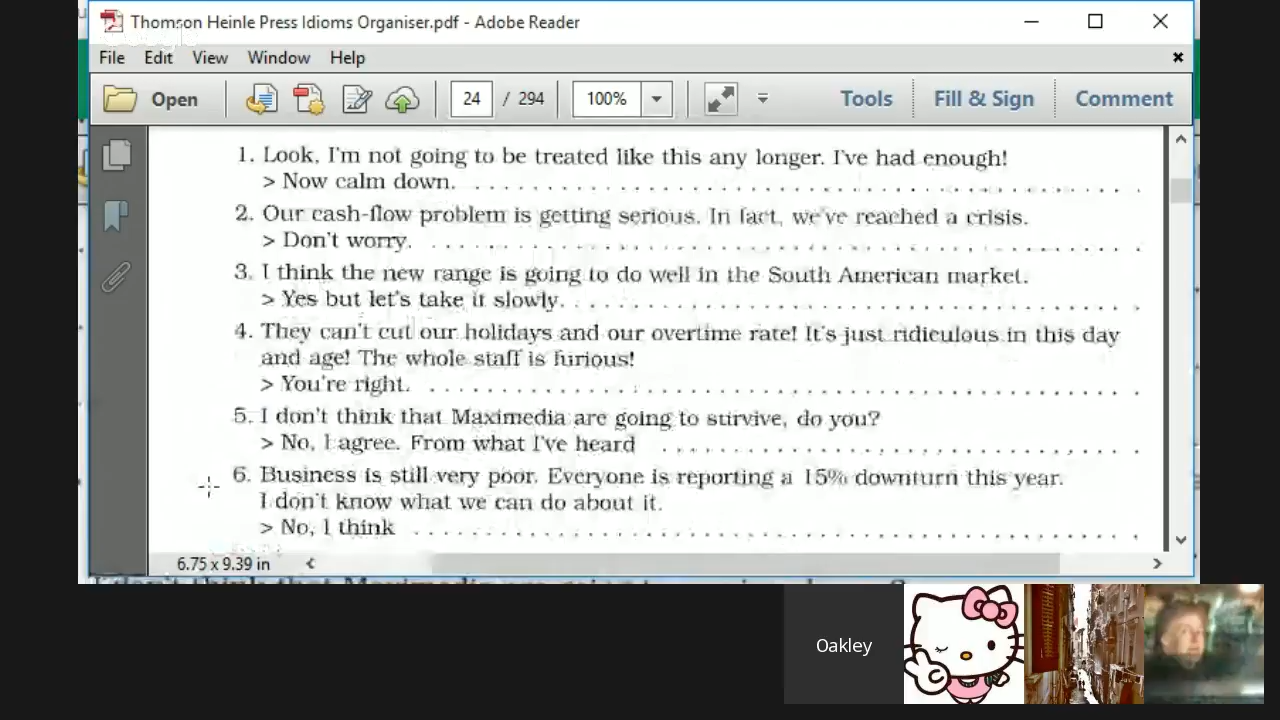 Thomson Heinle Press Idioms Organiser.pdf - Adobe Reader
File Edit View Window Help
Open 24 / 294 100% Tools Fill & Sign Comment
1. Look, I'm not going to be treated like this any longer. I've had enough!
> Now calm down. . . . . . . . . . . . . . . . . . . . . . . . . . . . . . . . . . . . . . . .
2. Our cash-flow problem is getting serious. In fact, we've reached a crisis.
> Don't worry. . . . . . . . . . . . . . . . . . . . . . . . . . . . . . . . . . . . . . . . .
3. I think the new range is going to do well in the South American market.
> Yes but let's take it slowly. . . . . . . . . . . . . . . . . . . . . . . . . . . . . . . . .
4. They can't cut our holidays and our overtime rate! It's just ridiculous in this day
and age! The whole staff is furious!
> You're right. . . . . . . . . . . . . . . . . . . . . . . . . . . . . . . . . . . . . . . . .
5. I don't think that Maximedia are going to survive, do you?
> No, I agree. From what I've heard . . . . . . . . . . . . . . . . . . . . . . . . . . . .
6. Business is still very poor. Everyone is reporting a 15% downturn this year.
I don't know what we can do about it.
> No, I think . . . . . . . . . . . . . . . . . . . . . . . . . . . . . . . . . . . . . . . . .
6.75 x 9.39 in
Oakley